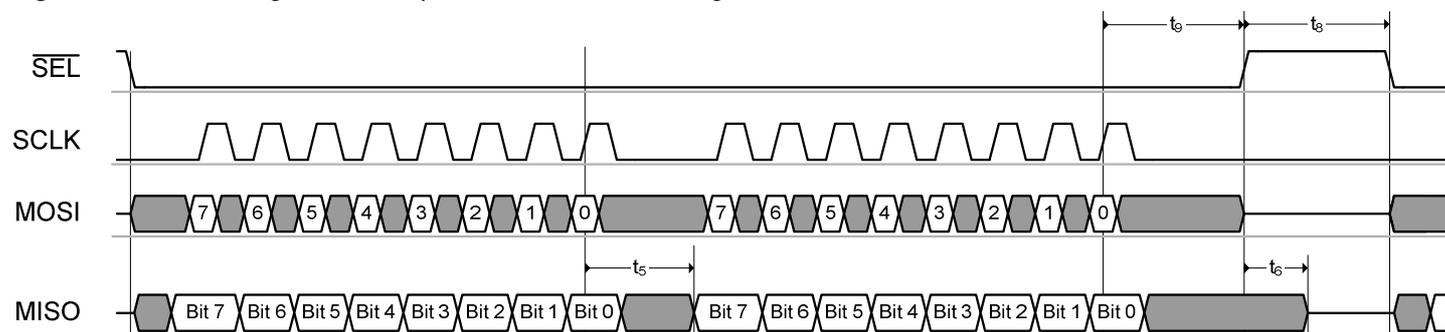 t9 t8
SEL
SCLK
MOSI 7 6 5 4 3 2 1 0 7 6 5 4 3 2 1 0
t5 t6
MISO Bit 7 Bit 6 Bit 5 Bit 4 Bit 3 Bit 2 Bit 1 Bit 0 Bit 7 Bit 6 Bit 5 Bit 4 Bit 3 Bit 2 Bit 1 Bit 0